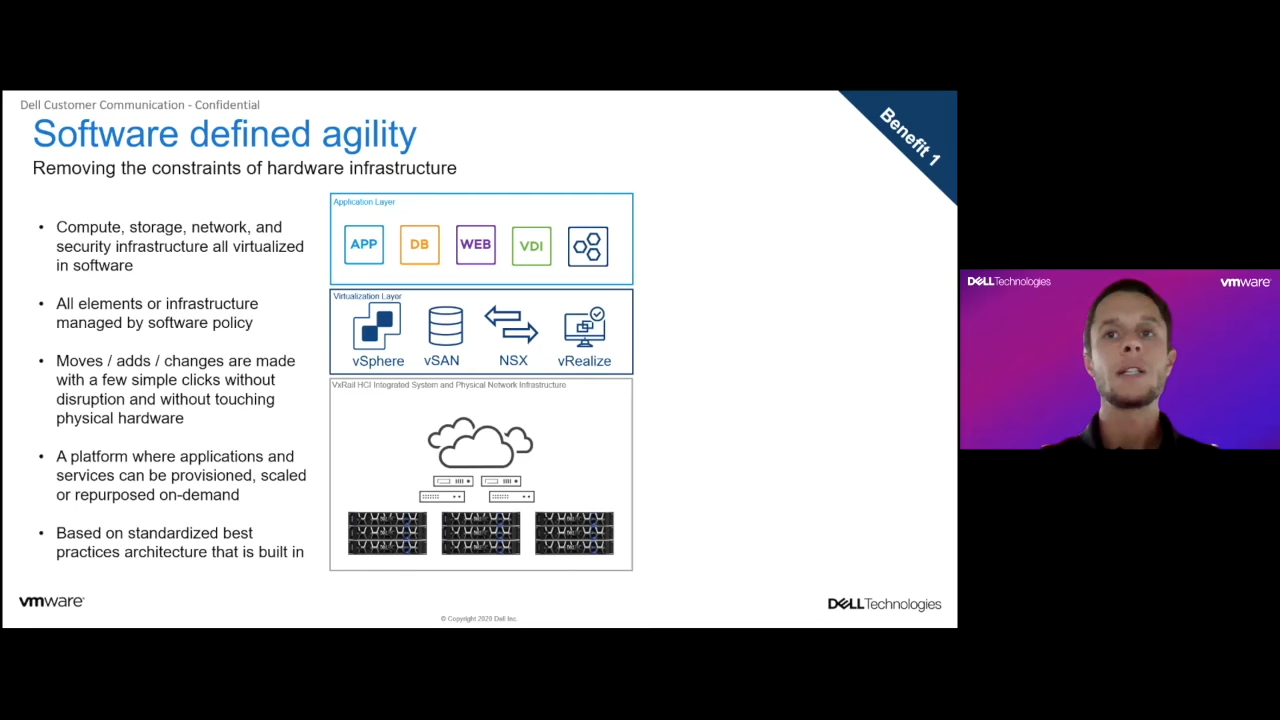 Dell Customer Communication - Confidential
Software defined agility
Removing the constraints of hardware infrastructure
Benefit 1
• Compute, storage, network, and
security infrastructure all virtualized
in software
• All elements or infrastructure
managed by software policy
• Moves / adds / changes are made
with a few simple clicks without
disruption and without touching
physical hardware
• A platform where applications and
services can be provisioned, scaled
or repurposed on-demand
• Based on standardized best
practices architecture that is built in
Application Layer
APP DB WEB VDI
Virtualization Layer
vSphere vSAN NSX vRealize
VxRail HCI Integrated System and Physical Network Infrastructure
vmware
© Copyright 2020 Dell Inc.
DELLTechnologies
DELLTechnologies
vmware